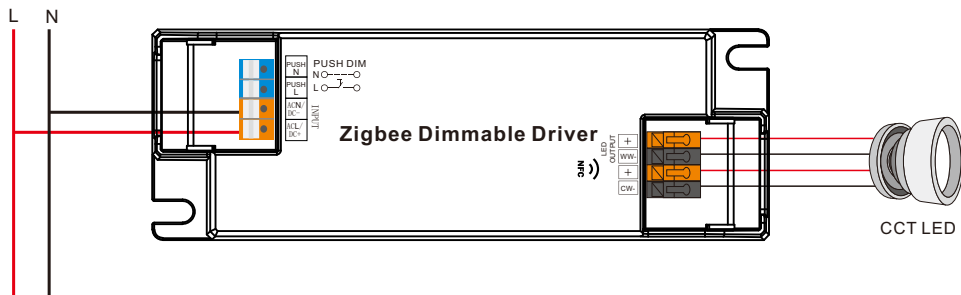 L N
PUSH
N
PUSH
L
ACN/
DC-
ACL/
DC+
INPUT
PUSH DIM
N
L
Zigbee Dimmable Driver
NFC
LED
OUTPUT
+
WW-
+
CW-
CCT LED